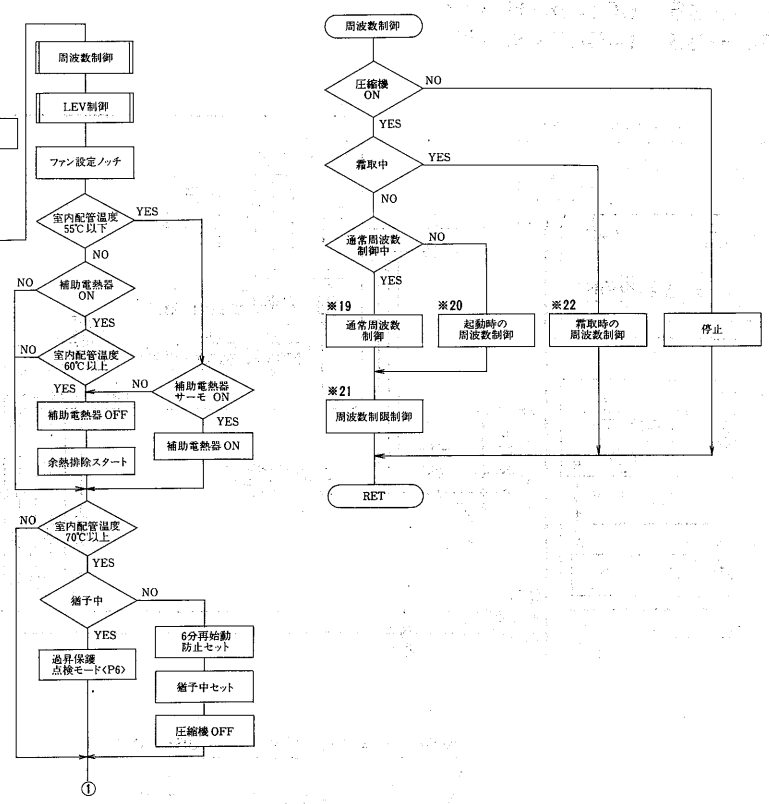 周波数制御
LEV制御
ファン設定ノッチ
室内配管温度
55℃以下
YES
NO
補助電熱器
ON
NO
YES
室内配管温度
60℃以上
NO
YES
補助電熱器
サーモ ON
NO
YES
補助電熱器 OFF
補助電熱器 ON
余熱排除スタート
室内配管温度
70℃以上
NO
YES
猶予中
NO
YES
過昇保護
点検モード〈P6〉
6分再始動
防止セット
猶予中セット
圧縮機 OFF
①
周波数制御
圧縮機
ON
NO
YES
霜取中
YES
NO
通常周波数
制御中
NO
YES
※19
通常周波数
制御
※20
起動時の
周波数制御
※22
霜取時の
周波数制御
停止
※21
周波数制限制御
RET